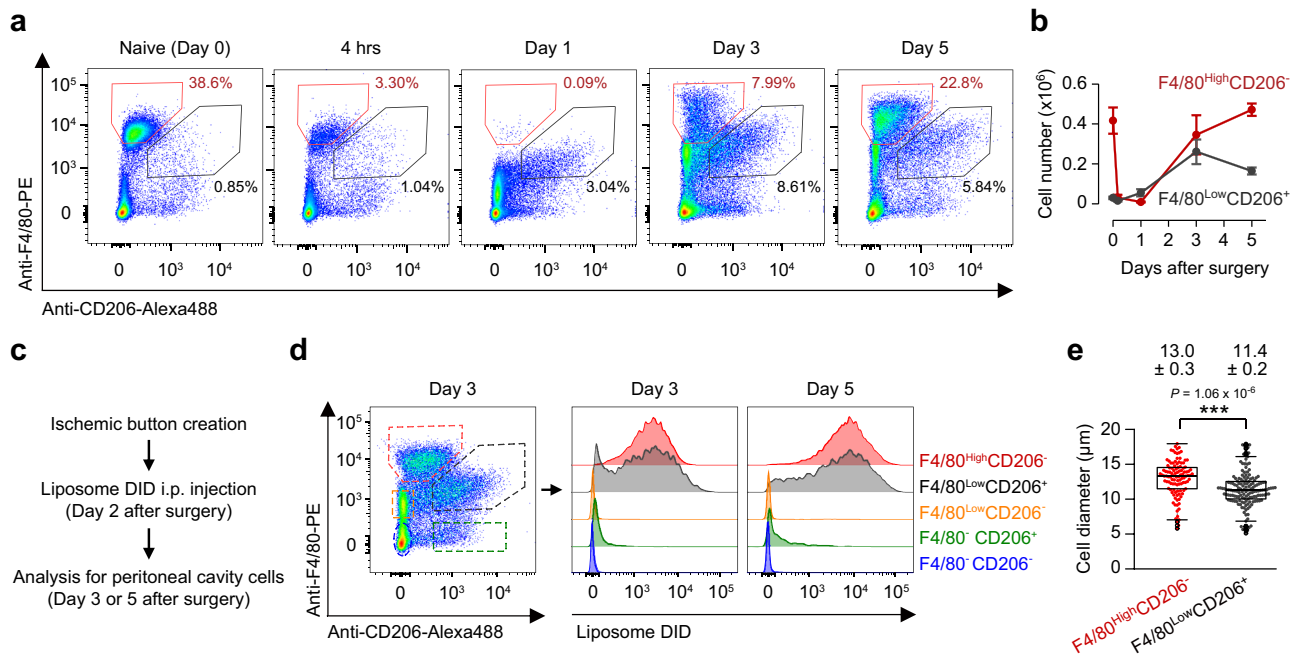 a
Naive (Day 0)
4 hrs
Day 1
Day 3
Day 5
Anti-F4/80-PE
10⁵
10⁴
10³
0
38.6%
0.85%
3.30%
1.04%
0.09%
3.04%
7.99%
8.61%
22.8%
5.84%
0 10³ 10⁴
0 10³ 10⁴
0 10³ 10⁴
0 10³ 10⁴
0 10³ 10⁴
Anti-CD206-Alexa488
b
Cell number (x10⁶)
0.6
0.4
0.2
0
F4/80ᴴⁱᵍʰCD206⁻
F4/80ᴸᵒʷCD206⁺
0 1 2 3 4 5
Days after surgery
c
Ischemic button creation
Liposome DID i.p. injection
(Day 2 after surgery)
Analysis for peritoneal cavity cells
(Day 3 or 5 after surgery)
d
Day 3
Day 3
Day 5
Anti-F4/80-PE
10⁵
10⁴
10³
0
0 10³ 10⁴
0 10³ 10⁴
0 10³ 10⁴
Anti-CD206-Alexa488
Liposome DID
F4/80ᴴⁱᵍʰCD206⁻
F4/80ᴸᵒʷCD206⁺
F4/80ᴸᵒʷCD206⁻
F4/80⁻ CD206⁺
F4/80⁻ CD206⁻
e
13.0 ± 0.3
11.4 ± 0.2
P = 1.06 x 10⁻⁶
***
Cell diameter (µm)
20
15
10
5
0
F4/80ᴴⁱᵍʰCD206⁻
F4/80ᴸᵒʷCD206⁺